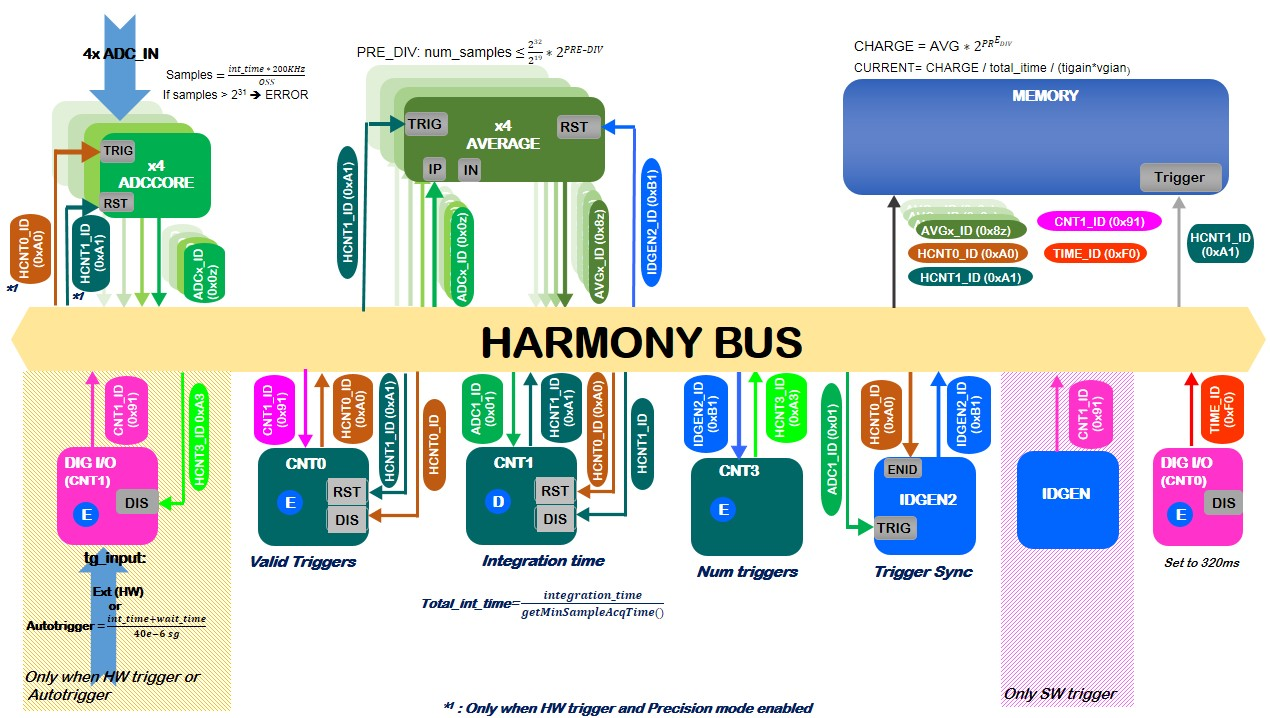 4x ADC_IN
Samples = int_time * 200KHz / OSS
If samples > 2^31 ➔ ERROR
PRE_DIV: num_samples ≤ 2^32 / 2^19 * 2^PRE-DIV
CHARGE = AVG * 2^PRE_DIV
CURRENT= CHARGE / total_itime / (tigain*vgian)
TRIG
x4
ADCCORE
RST
HCNT0_ID
(0xA0)
*1
HCNT1_ID
(0xA1)
*1
ADCx_ID
(0x0z)
TRIG
x4
AVERAGE
RST
IP
IN
HCNT1_ID (0xA1)
ADCx_ID (0x0z)
AVGx_ID (0x8z)
IDGEN2_ID (0xB1)
MEMORY
Trigger
AVGx_ID (0x8z)
HCNT0_ID (0xA0)
HCNT1_ID (0xA1)
CNT1_ID (0x91)
TIME_ID (0xF0)
HCNT1_ID
(0xA1)
HARMONY BUS
CNT1_ID
(0x91)
HCNT3_ID 0xA3
DIG I/O
(CNT1)
E
DIS
tg_input:
Ext (HW)
or
Autotrigger = int_time+wait_time / 40e-6 sg
Only when HW trigger or
Autotrigger
CNT1_ID
(0x91)
HCNT0_ID
(0xA0)
HCNT1_ID (0xA1)
HCNT0_ID
CNT0
E
RST
DIS
Valid Triggers
ADC1_ID
(0x01)
HCNT1_ID
(0xA1)
HCNT0_ID (0xA0)
HCNT1_ID
CNT1
D
RST
DIS
Integration time
Total_int_time= integration_time / getMinSampleAcqTime()
IDGEN2_ID
(0xB1)
HCNT3_ID
(0xA3)
CNT3
E
Num triggers
ADC1_ID (0x01)
HCNT0_ID
(0xA0)
IDGEN2_ID
(0xB1)
ENID
IDGEN2
TRIG
Trigger Sync
CNT1_ID
(0x91)
IDGEN
Only SW trigger
TIME_ID
(0xF0)
DIG I/O
(CNT0)
E
DIS
Set to 320ms
*1 : Only when HW trigger and Precision mode enabled